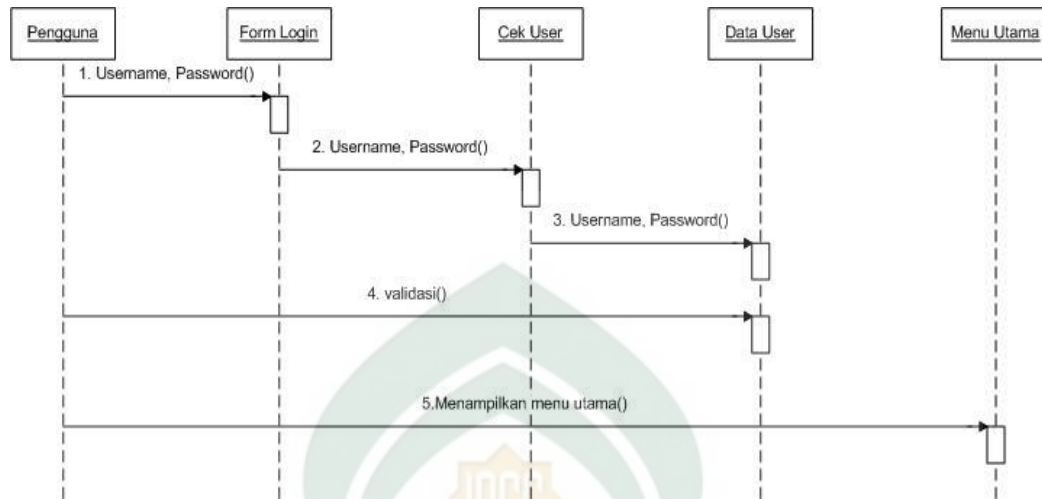 Pengguna
Form Login
Cek User
Data User
Menu Utama
1. Username, Password()
2. Username, Password()
3. Username, Password()
4. validasi()
5.Menampilkan menu utama()